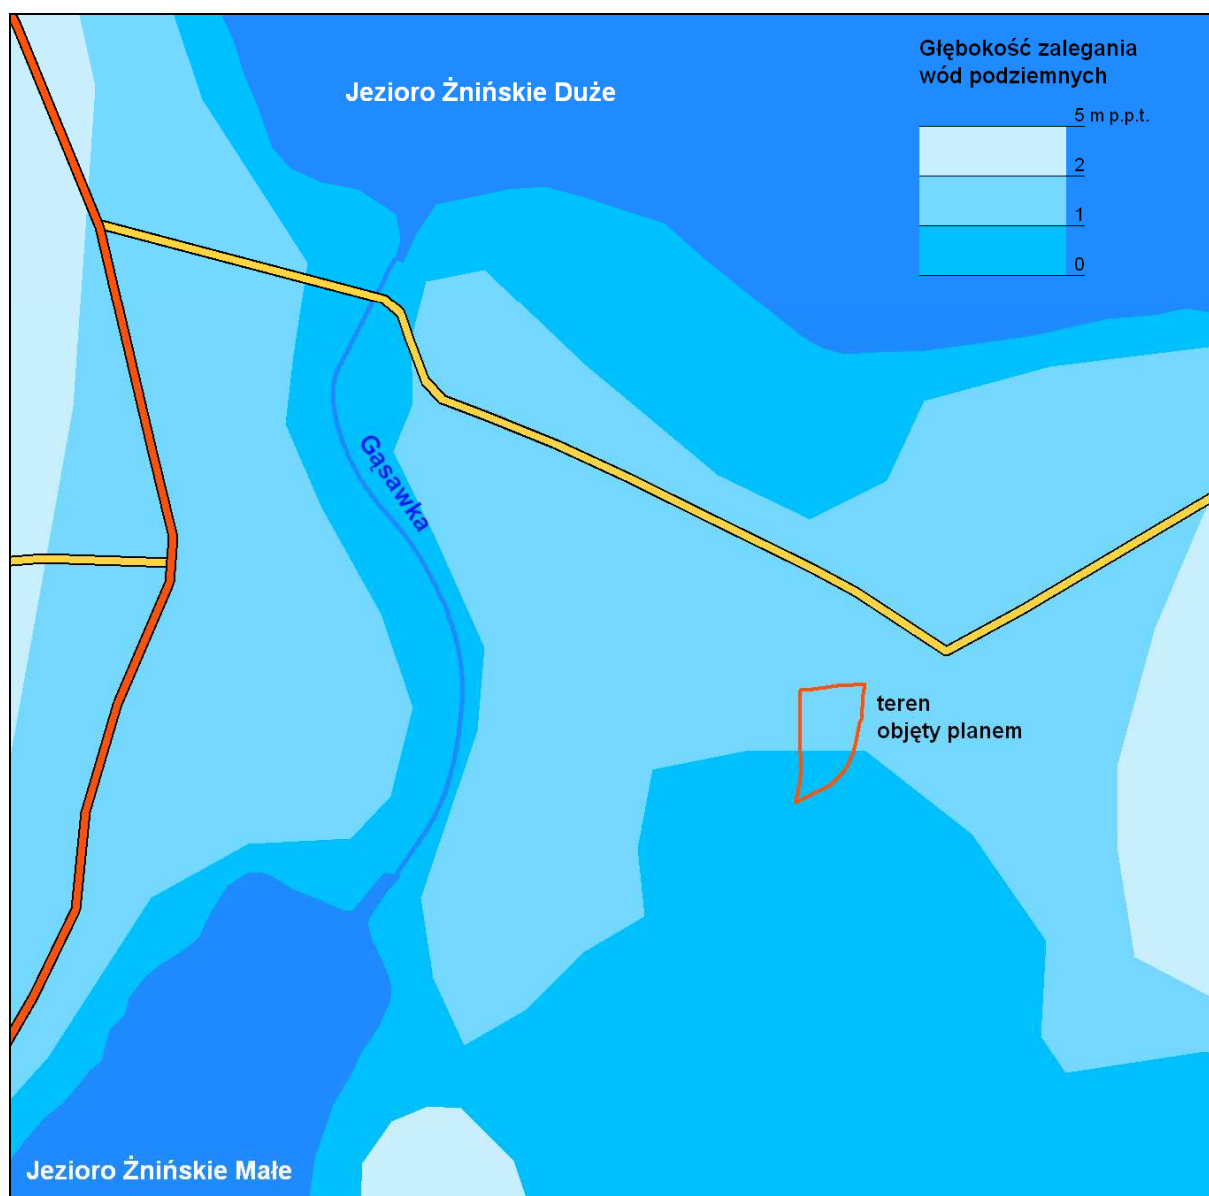 Głębokość zalegania
wód podziemnych
Jezioro Żnińskie Duże
5 m p.p.t.
2
1
0
Gąsawka
teren
objęty planem
Jezioro Żnińskie Małe